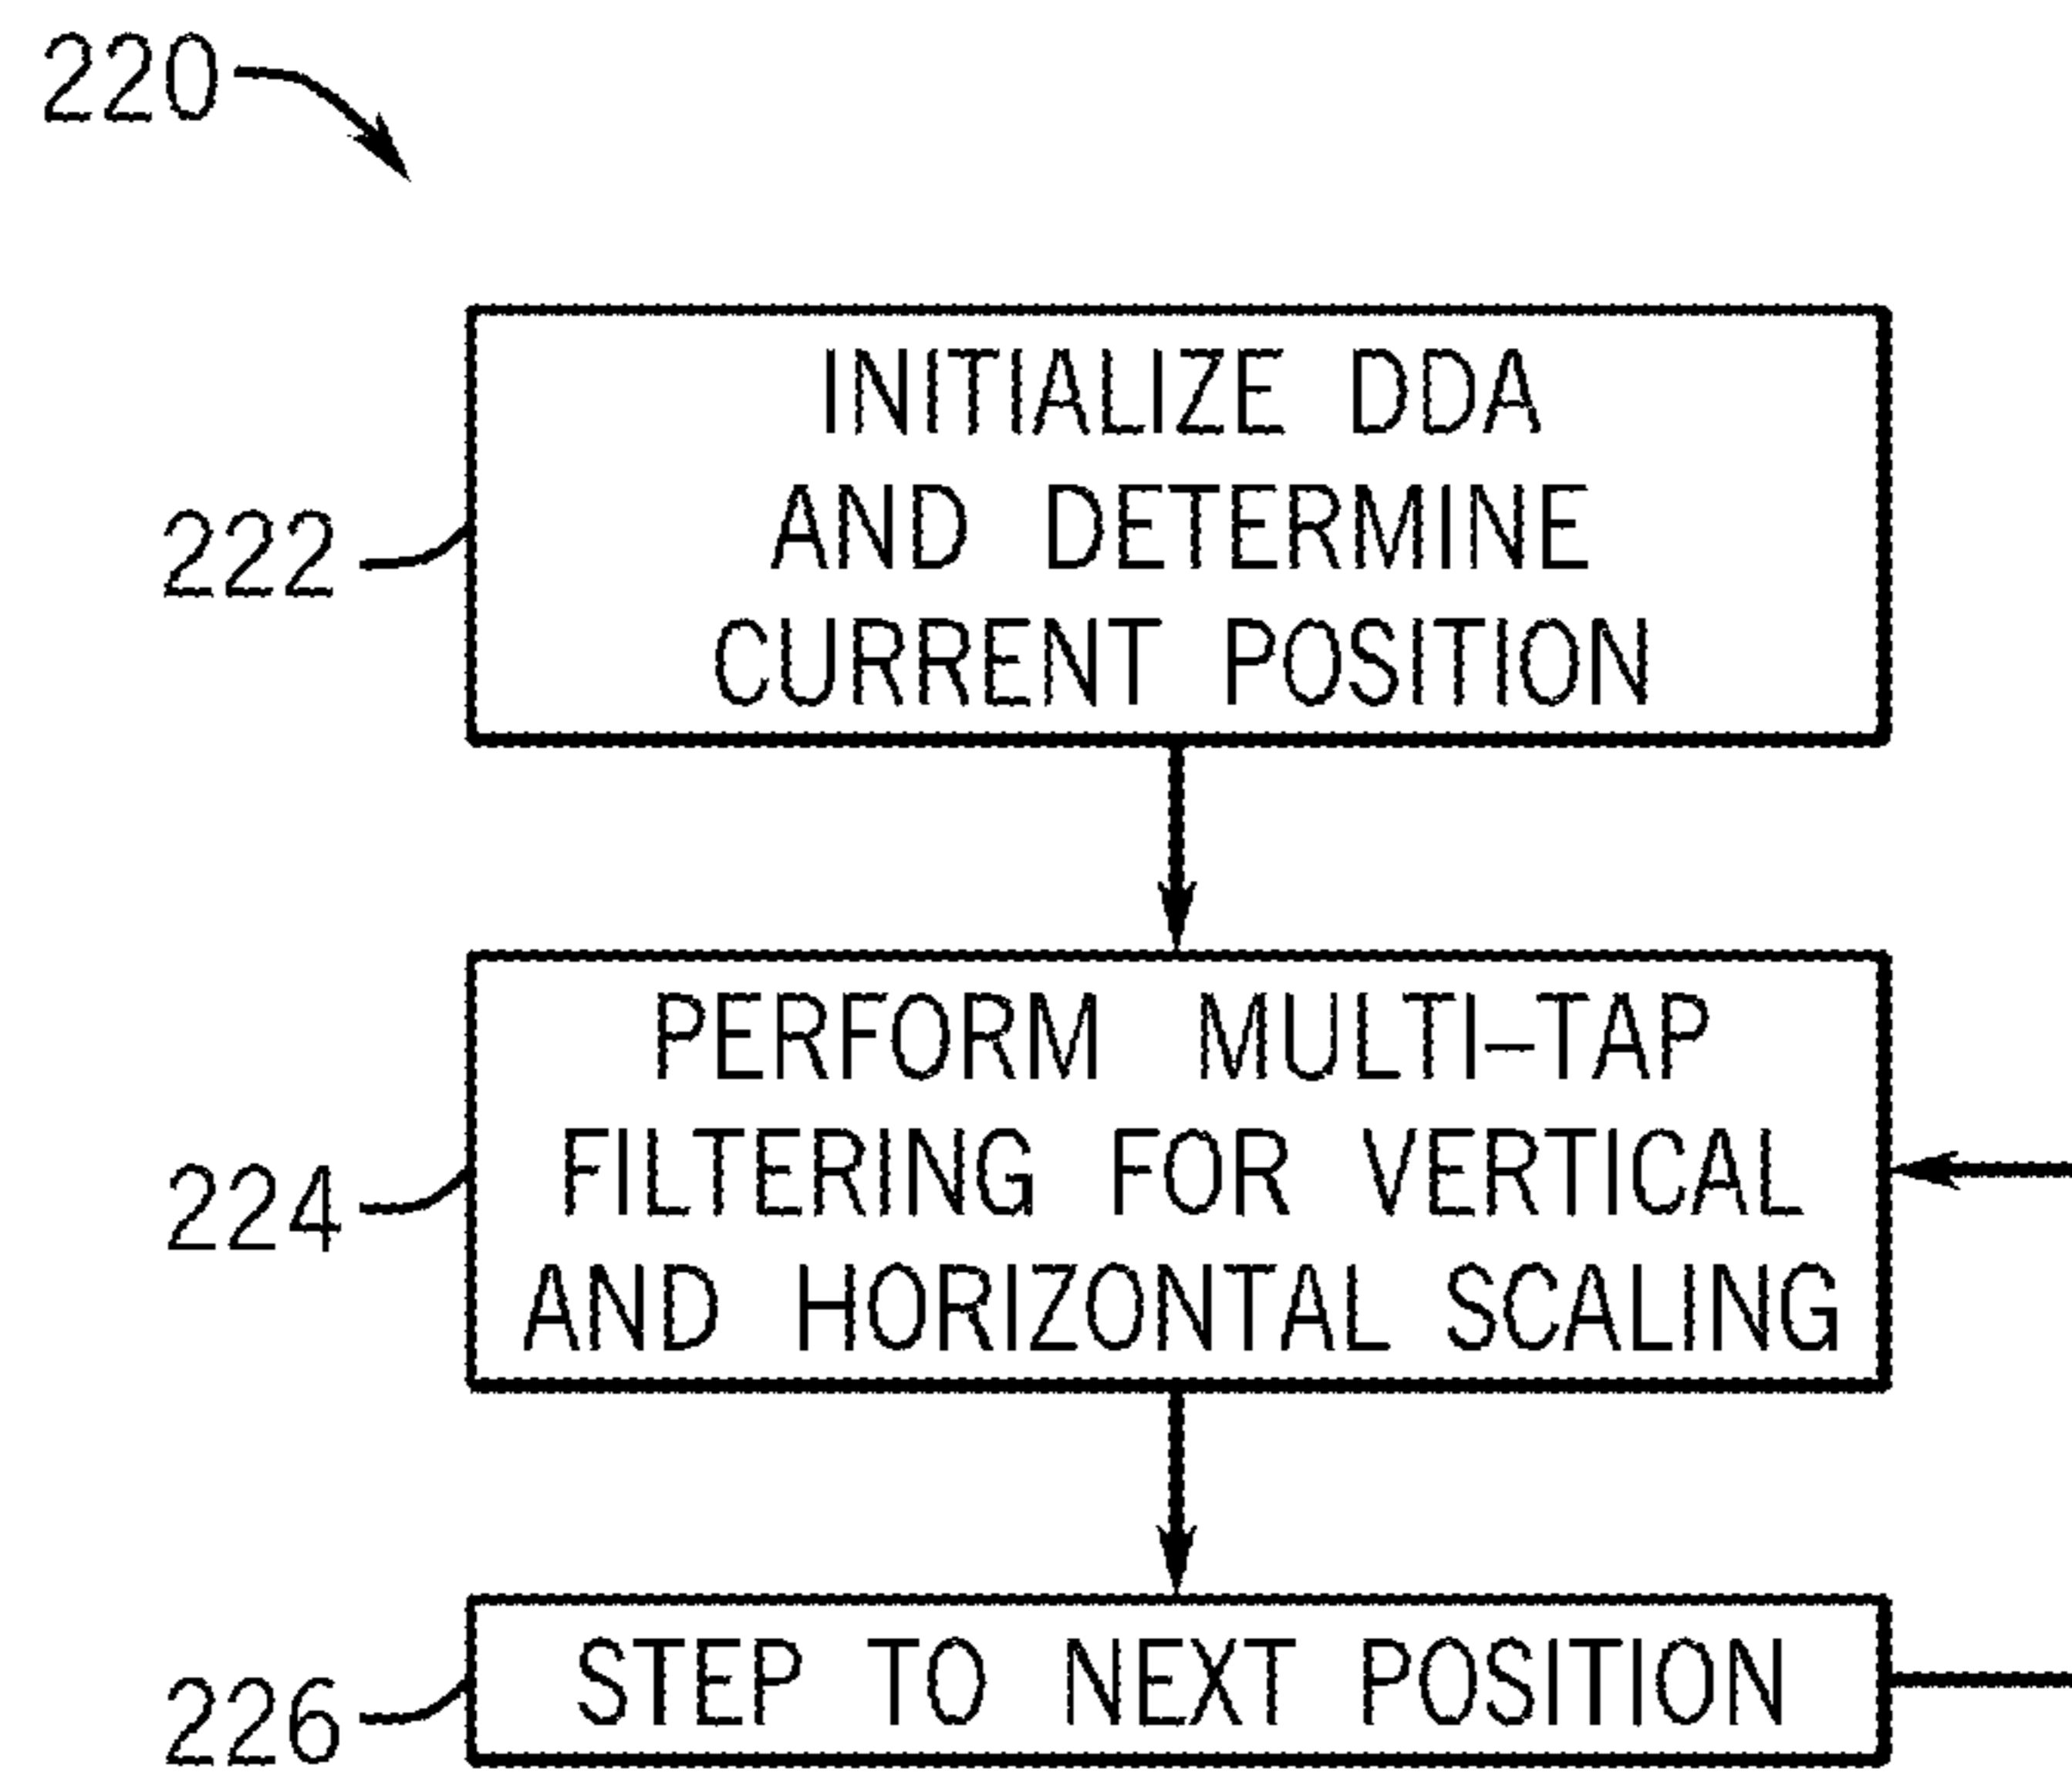 220
INITIALIZE DDA
AND DETERMINE
CURRENT POSITION
222
PERFORM MULTI-TAP
FILTERING FOR VERTICAL
AND HORIZONTAL SCALING
224
STEP TO NEXT POSITION
226